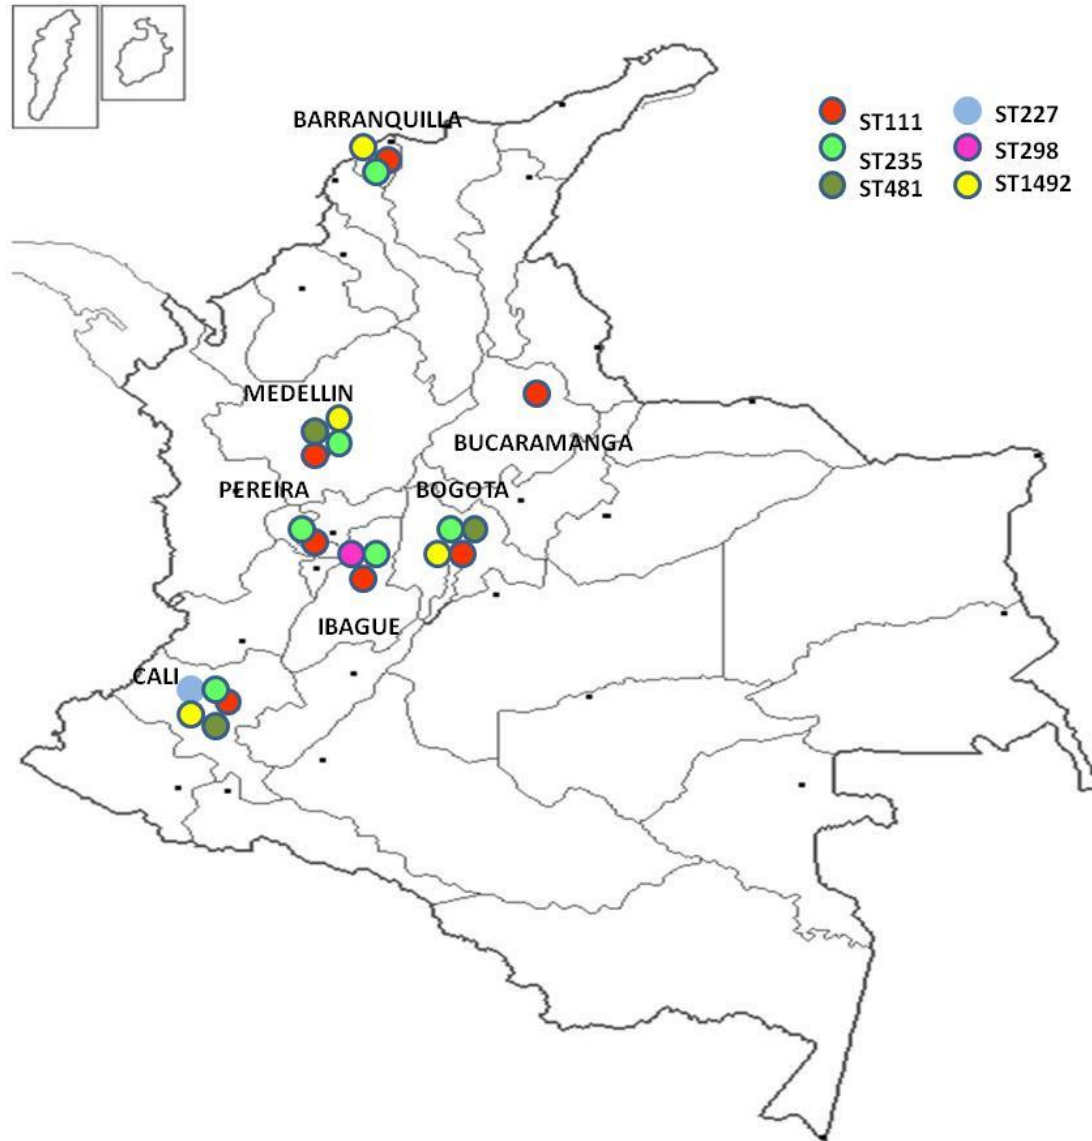 BARRANQUILLA
ST111
ST227
ST235
ST298
ST481
ST1492
MEDELLIN
BUCARAMANGA
PEREIRA
BOGOTA
IBAGUE
CALI